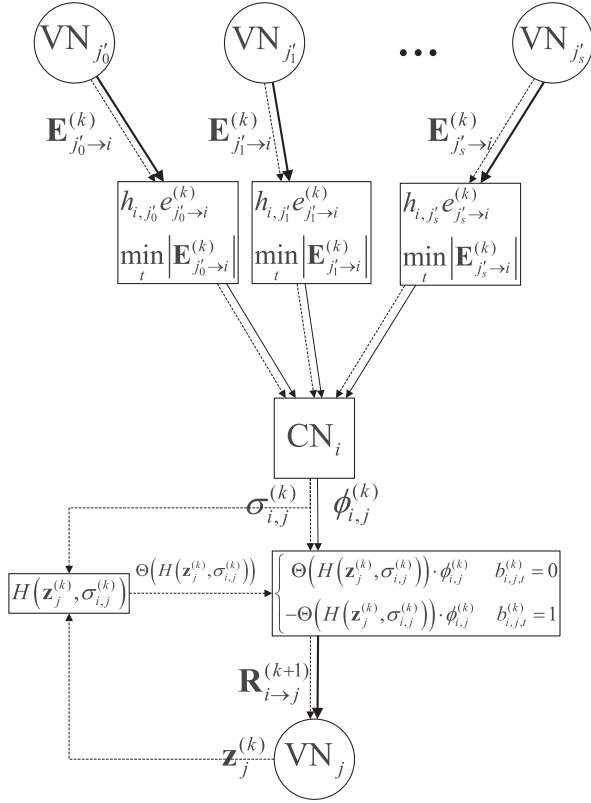 VN_{j'_0} VN_{j'_1} ... VN_{j'_s}
E^{(k)}_{j'_0→i} E^{(k)}_{j'_1→i} E^{(k)}_{j'_s→i}
h_{i,j'_0} e^{(k)}_{j'_0→i} h_{i,j'_1} e^{(k)}_{j'_1→i} h_{i,j'_s} e^{(k)}_{j'_s→i}
min_t |E^{(k)}_{j'_0→i}| min_t |E^{(k)}_{j'_1→i}| min_t |E^{(k)}_{j'_s→i}|
CN_i
σ^{(k)}_{i,j} ϕ^{(k)}_{i,j}
H(z^{(k)}_j, σ^{(k)}_{i,j})
Θ(H(z^{(k)}_j, σ^{(k)}_{i,j}))
Θ(H(z^{(k)}_j, σ^{(k)}_{i,j}))·ϕ^{(k)}_{i,j} b^{(k)}_{i,j,t} = 0
−Θ(H(z^{(k)}_j, σ^{(k)}_{i,j}))·ϕ^{(k)}_{i,j} b^{(k)}_{i,j,t} = 1
R^{(k+1)}_{i→j}
z^{(k)}_j
VN_j